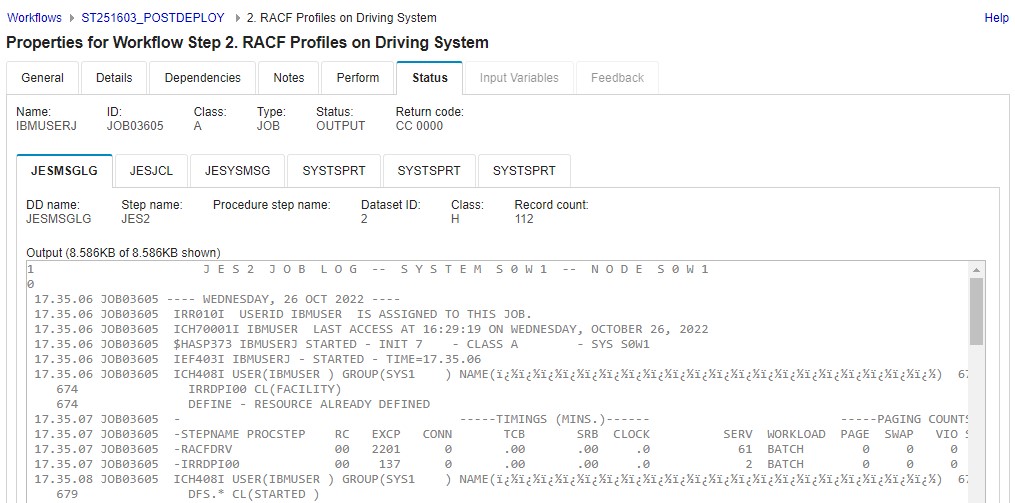 Workflows ▸ ST251603_POSTDEPLOY ▸ 2. RACF Profiles on Driving System Help
Properties for Workflow Step 2. RACF Profiles on Driving System
General Details Dependencies Notes Perform Status Input Variables Feedback
Name: ID: Class: Type: Status: Return code:
IBMUSERJ JOB03605 A JOB OUTPUT CC 0000
JESMSGLG JESJCL JESYSMSG SYSTSPRT SYSTSPRT SYSTSPRT
DD name: Step name: Procedure step name: Dataset ID: Class: Record count:
JESMSGLG JES2 2 H 112
Output (8.586KB of 8.586KB shown)
1 J E S 2 J O B L O G -- S Y S T E M S 0 W 1 -- N O D E S 0 W 1
0
17.35.06 JOB03605 ---- WEDNESDAY, 26 OCT 2022 ----
17.35.06 JOB03605 IRR010I USERID IBMUSER IS ASSIGNED TO THIS JOB.
17.35.06 JOB03605 ICH70001I IBMUSER LAST ACCESS AT 16:29:19 ON WEDNESDAY, OCTOBER 26, 2022
17.35.06 JOB03605 $HASP373 IBMUSERJ STARTED - INIT 7 - CLASS A - SYS S0W1
17.35.06 JOB03605 IEF403I IBMUSERJ - STARTED - TIME=17.35.06
17.35.06 JOB03605 ICH408I USER(IBMUSER ) GROUP(SYS1 ) NAME(ï¿½ï¿½ï¿½ï¿½ï¿½ï¿½ï¿½ï¿½ï¿½ï¿½ï¿½ï¿½ï¿½ï¿½ï¿½ï¿½ï¿½ï¿½ï¿½ï¿½) 67
674 IRRDPI00 CL(FACILITY)
674 DEFINE - RESOURCE ALREADY DEFINED
17.35.07 JOB03605 - -----TIMINGS (MINS.)------ -----PAGING COUNTS
17.35.07 JOB03605 -STEPNAME PROCSTEP RC EXCP CONN TCB SRB CLOCK SERV WORKLOAD PAGE SWAP VIO S
17.35.07 JOB03605 -RACFDRV 00 2201 0 .00 .00 .0 61 BATCH 0 0 0
17.35.07 JOB03605 -IRRDPI00 00 137 0 .00 .00 .0 2 BATCH 0 0 0
17.35.08 JOB03605 ICH408I USER(IBMUSER ) GROUP(SYS1 ) NAME(ï¿½ï¿½ï¿½ï¿½ï¿½ï¿½ï¿½ï¿½ï¿½ï¿½ï¿½ï¿½ï¿½ï¿½ï¿½ï¿½ï¿½ï¿½ï¿½ï¿½) 67
679 DFS.* CL(STARTED )